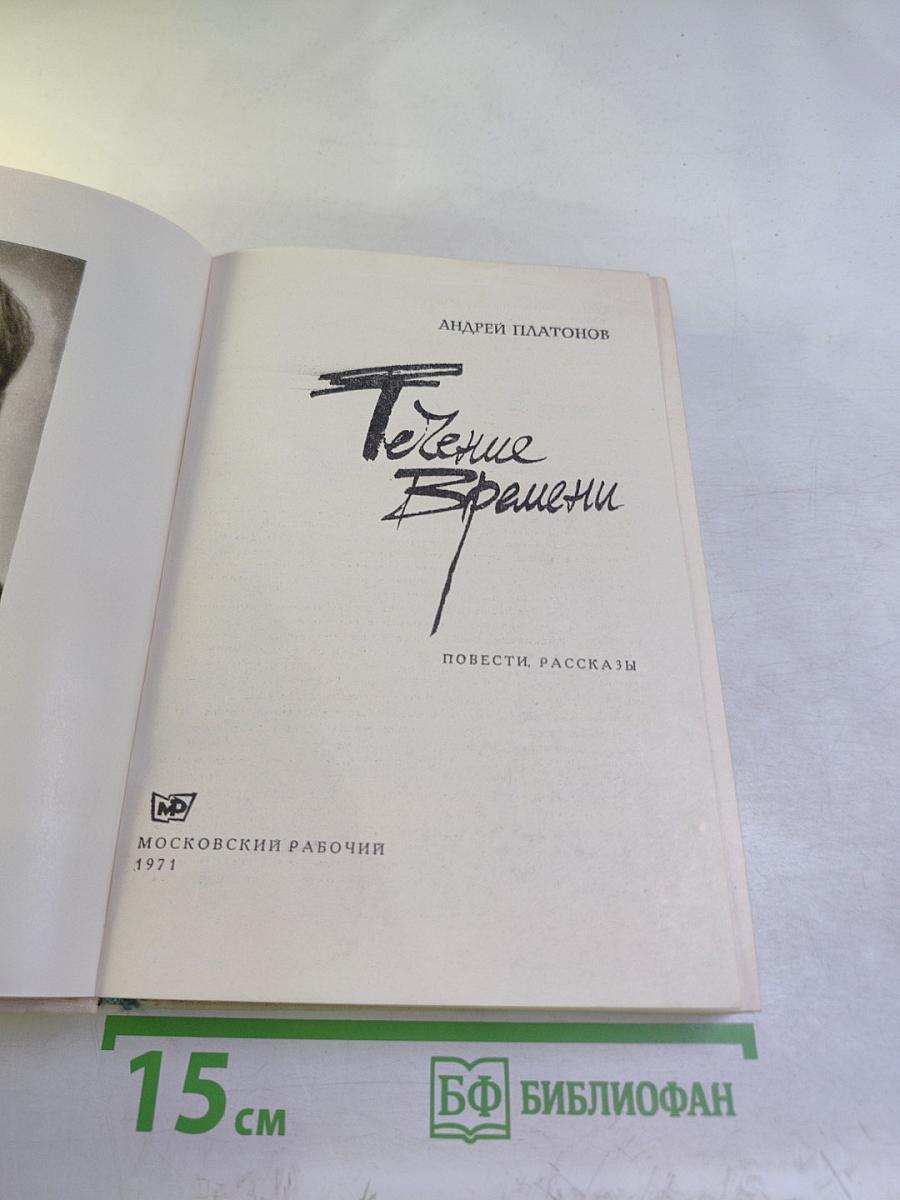 АНДРЕЙ ПЛАТОНОВ
Течение
Времени
ПОВЕСТИ, РАССКАЗЫ
МР
МОСКОВСКИЙ РАБОЧИЙ
1971
15 см
БФ БИБЛИОФАН